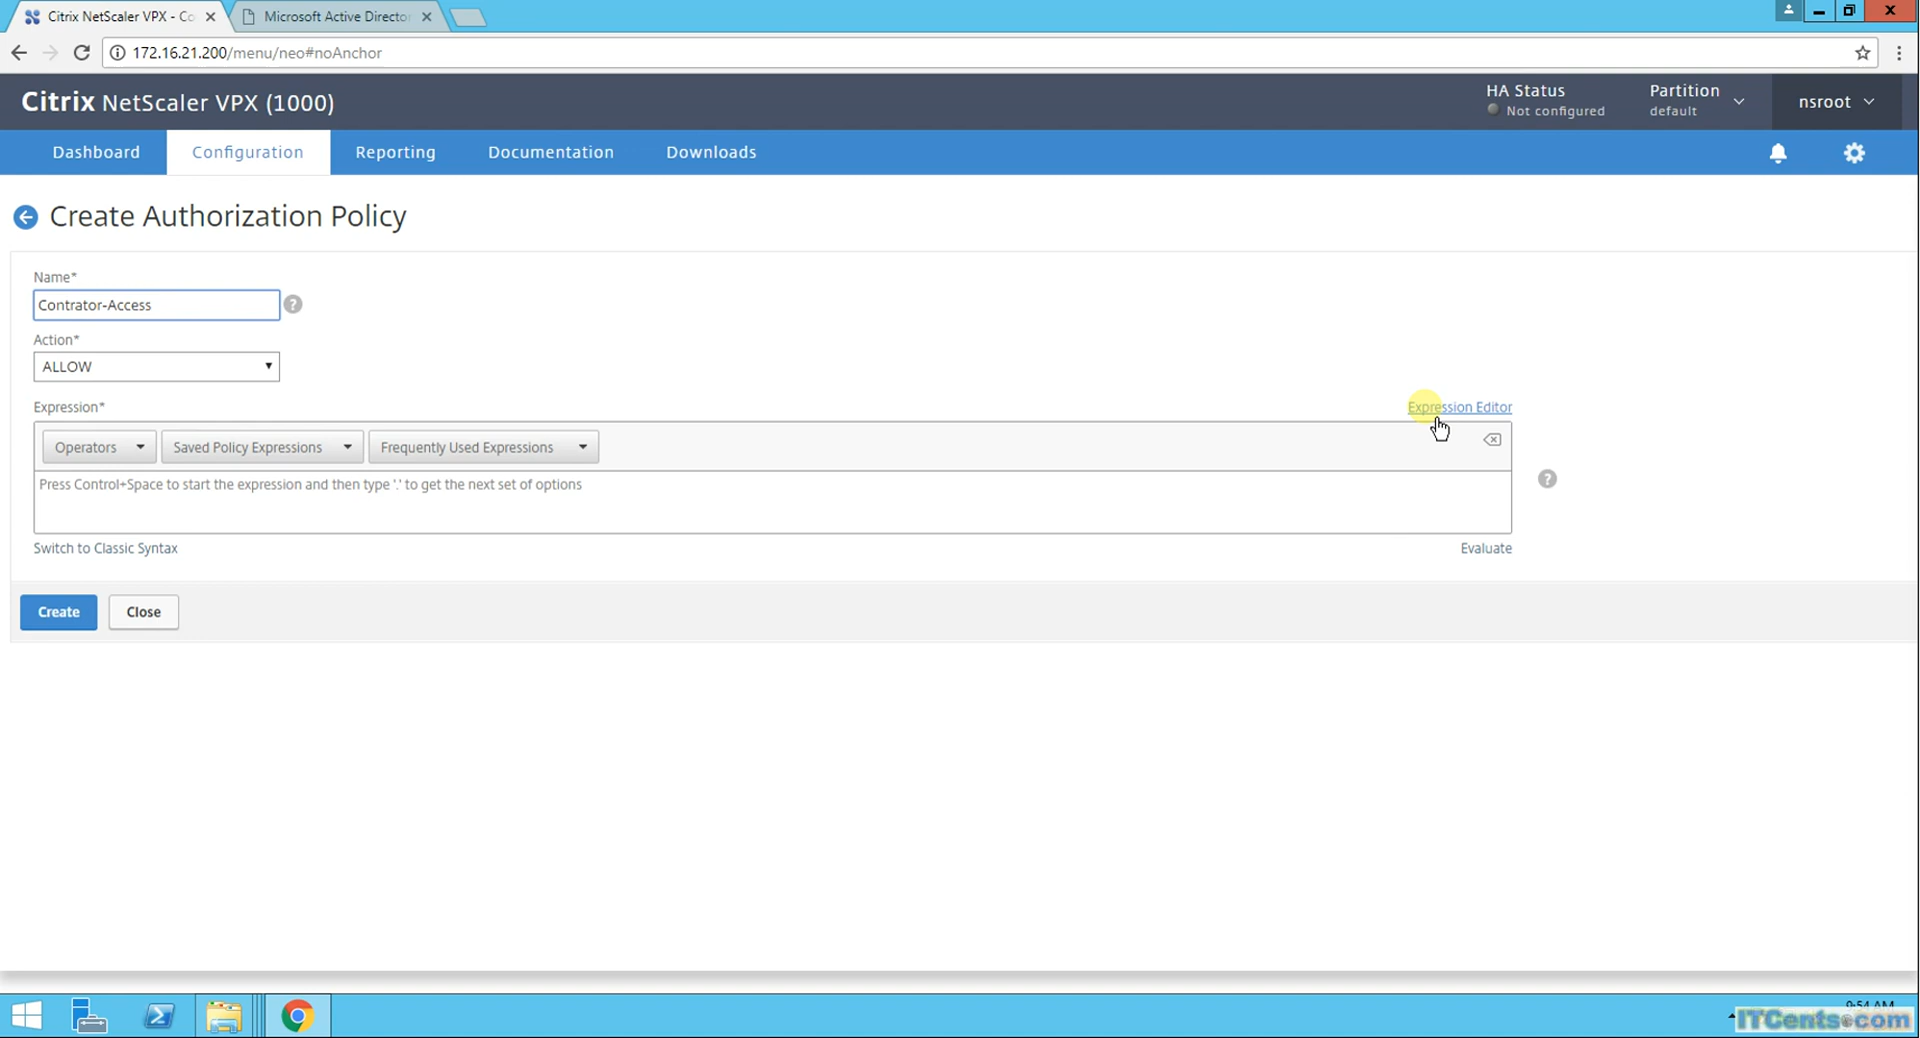 Citrix NetScaler VPX - Co
Microsoft Active Director
172.16.21.200/menu/neo#noAnchor
Citrix NetScaler VPX (1000)
HA Status
Not configured
Partition
default
nsroot
Dashboard
Configuration
Reporting
Documentation
Downloads
Create Authorization Policy
Name*
Contrator-Access
?
Action*
ALLOW
Expression*
Expression Editor
Operators
Saved Policy Expressions
Frequently Used Expressions
Press Control+Space to start the expression and then type '.' to get the next set of options
?
Switch to Classic Syntax
Evaluate
Create
Close
9:54 AM
ITCents.com